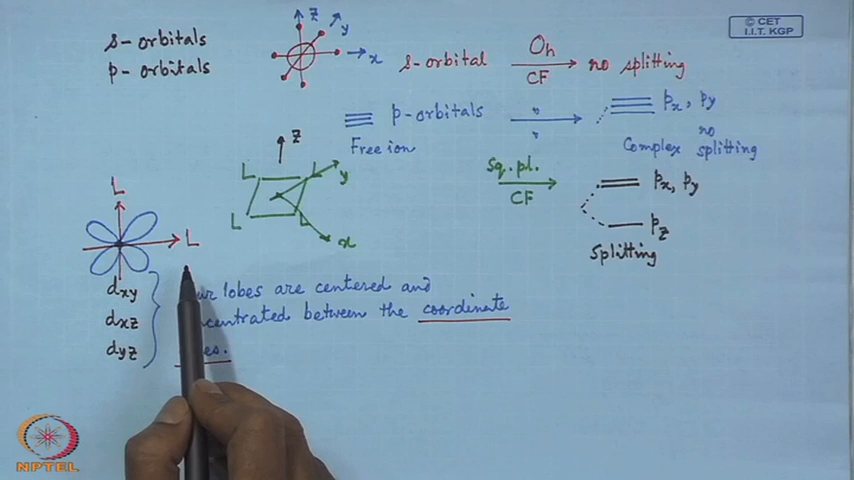 © CET
I.I.T. KGP
s-orbitals
p-orbitals
z
y
x
s-orbital Oh CF no splitting
p-orbitals px, py
Free ion Complex no splitting
z
L L y
L L x
Sq. pl. CF px, py
pz
splitting
L
L
dxy
dxz
dyz
lobes are centered and
between the coordinate
NPTEL